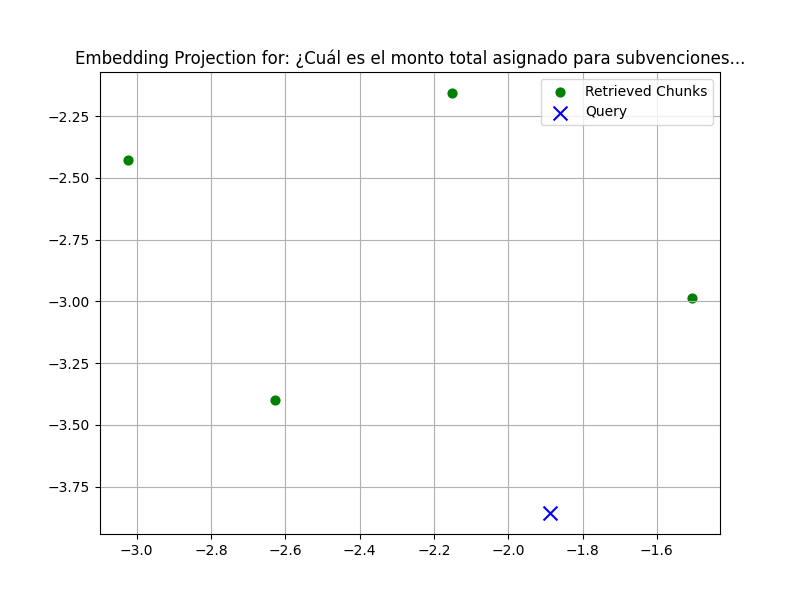 Embedding Projection for: ¿Cuál es el monto total asignado para subvenciones...
Retrieved Chunks
Query
−2.25
−2.50
−2.75
−3.00
−3.25
−3.50
−3.75
−3.0 −2.8 −2.6 −2.4 −2.2 −2.0 −1.8 −1.6